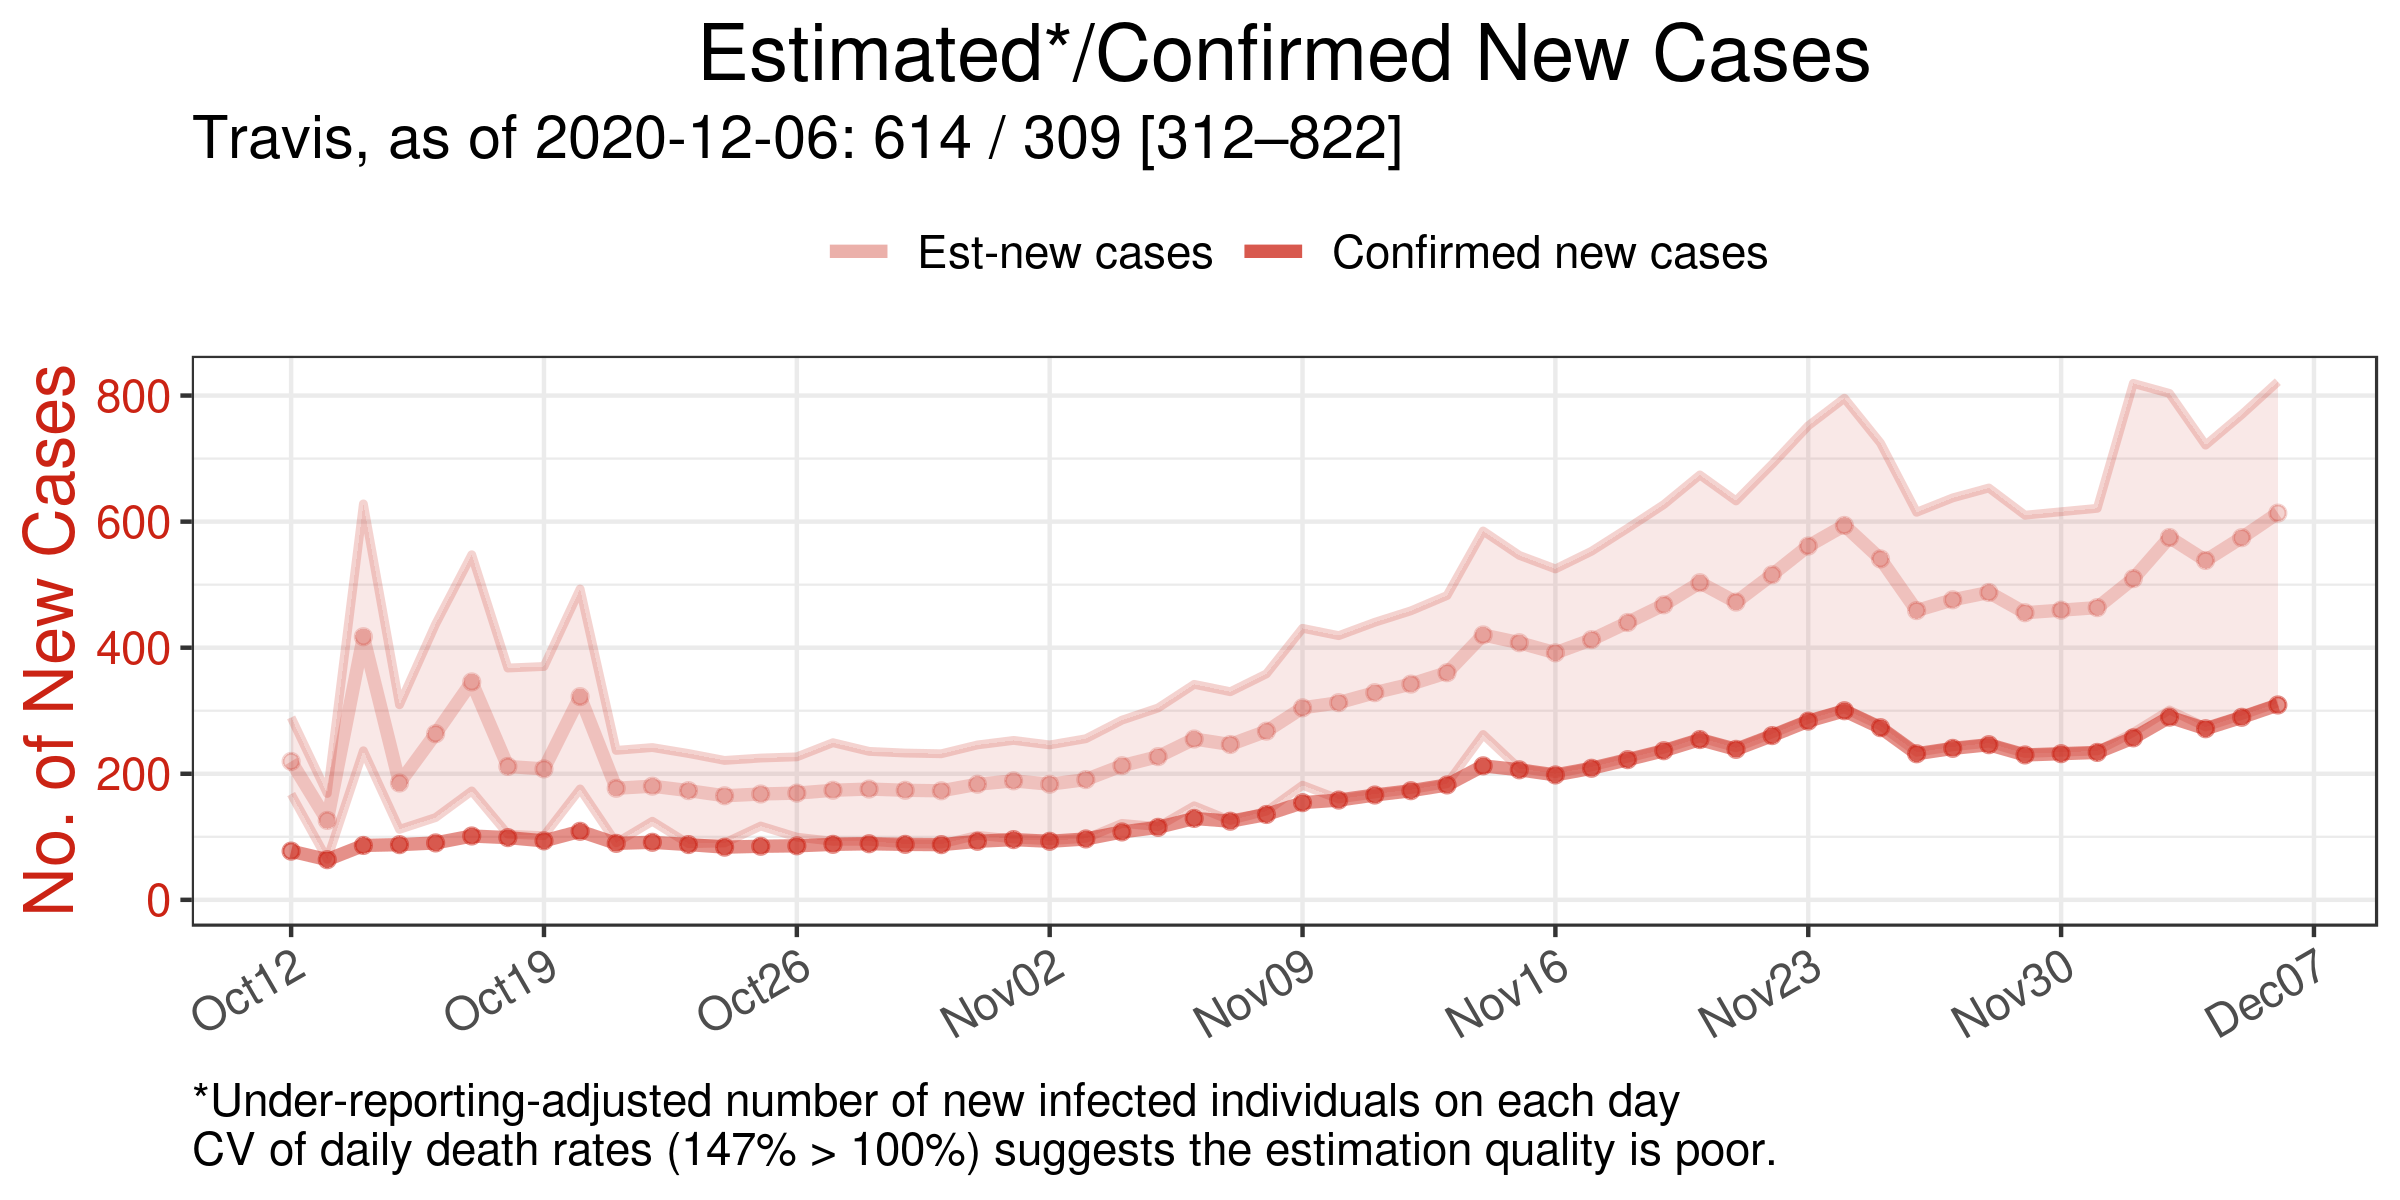 Estimated*/Confirmed New Cases
Travis, as of 2020-12-06: 614 / 309 [312–822]
Est-new cases
Confirmed new cases
No. of New Cases
800
600
400
200
0
Oct12
Oct19
Oct26
Nov02
Nov09
Nov16
Nov23
Nov30
Dec07
*Under-reporting-adjusted number of new infected individuals on each day
CV of daily death rates (147% > 100%) suggests the estimation quality is poor.